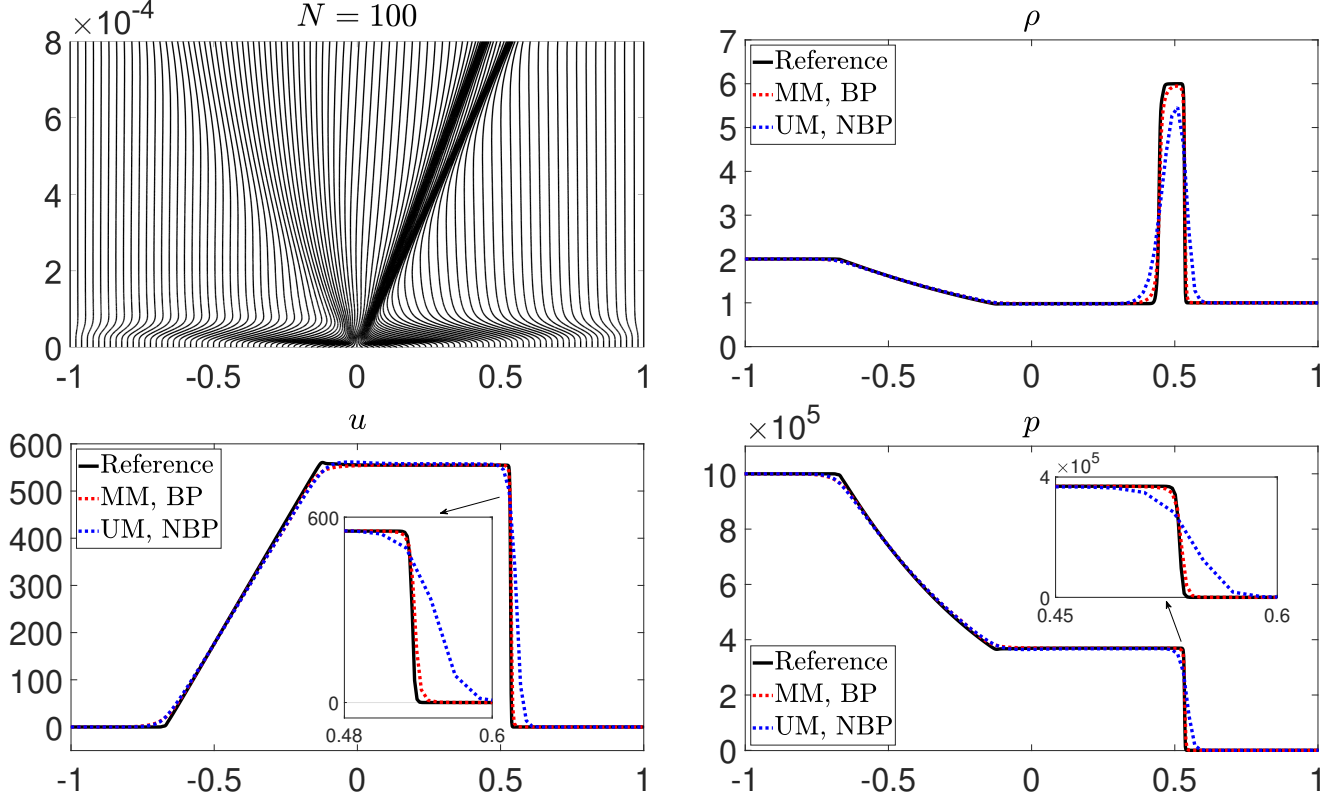 ×10^-4
N = 100
8
6
4
2
0
-1 -0.5 0 0.5 1
ρ
7
6
5
4
3
2
1
0
Reference
MM, BP
UM, NBP
-1 -0.5 0 0.5 1
u
600
500
400
300
200
100
0
Reference
MM, BP
UM, NBP
600
0
0.48 0.6
-1 -0.5 0 0.5 1
×10^5
p
10
8
6
4
2
0
×10^5
4
0
0.45 0.6
Reference
MM, BP
UM, NBP
-1 -0.5 0 0.5 1